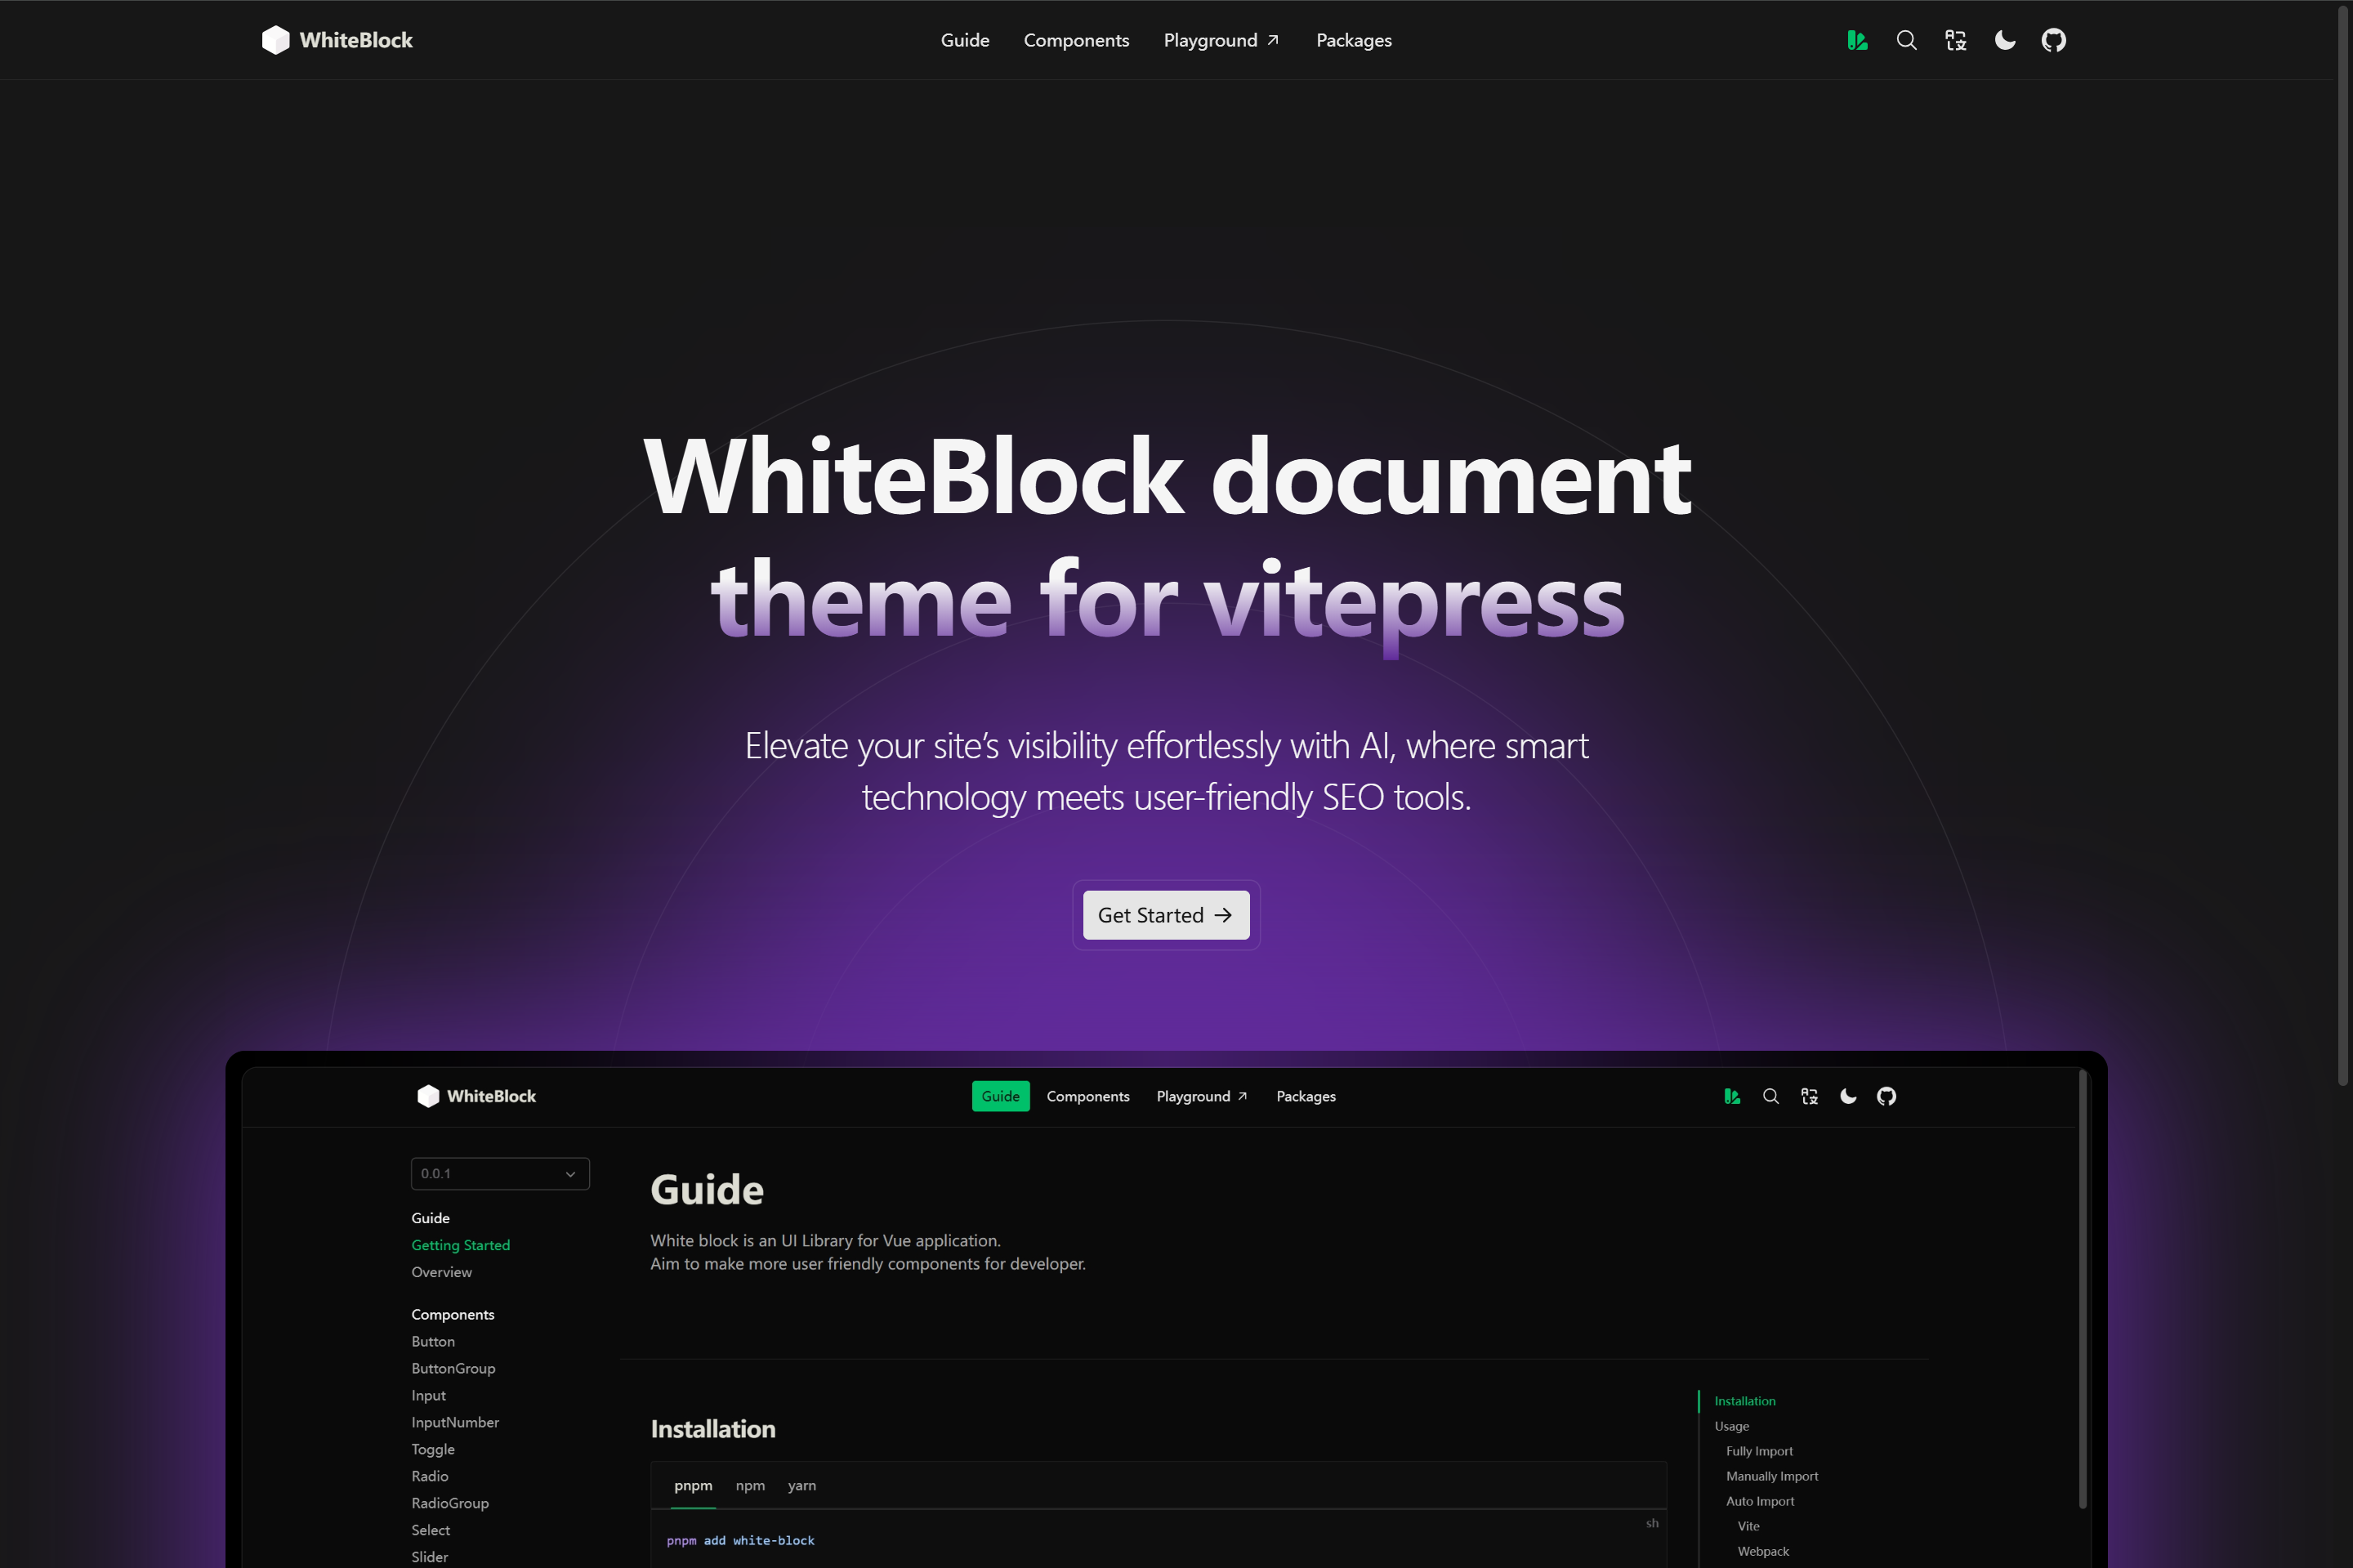 WhiteBlock
Guide Components Playground Packages
WhiteBlock document
theme for vitepress
Elevate your site's visibility effortlessly with AI, where smart
technology meets user-friendly SEO tools.
Get Started
WhiteBlock
Guide Components Playground Packages
0.0.1
Guide
Getting Started
Overview
Components
Button
ButtonGroup
Input
InputNumber
Toggle
Radio
RadioGroup
Select
Slider
Guide
White block is an UI Library for Vue application.
Aim to make more user friendly components for developer.
Installation
pnpm npm yarn
sh
pnpm add white-block
Installation
Usage
Fully Import
Manually Import
Auto Import
Vite
Webpack